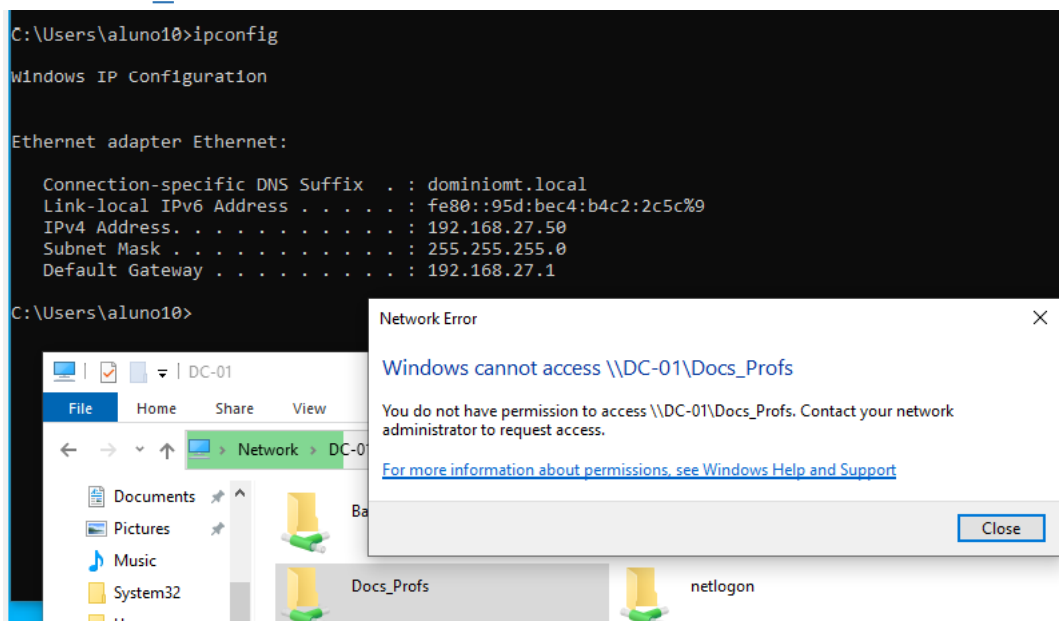 C:\Users\aluno10>ipconfig
Windows IP Configuration
Ethernet adapter Ethernet:
Connection-specific DNS Suffix . : dominiomt.local
Link-local IPv6 Address . . . . . : fe80::95d:bec4:b4c2:2c5c%9
IPv4 Address. . . . . . . . . . . : 192.168.27.50
Subnet Mask . . . . . . . . . . . : 255.255.255.0
Default Gateway . . . . . . . . . : 192.168.27.1
C:\Users\aluno10>
Network Error
Windows cannot access \\DC-01\Docs_Profs
You do not have permission to access \\DC-01\Docs_Profs. Contact your network
administrator to request access.
For more information about permissions, see Windows Help and Support
Close
DC-01
File Home Share View
Network > DC-0
Documents
Pictures
Music
System32
Ba
Docs_Profs
netlogon